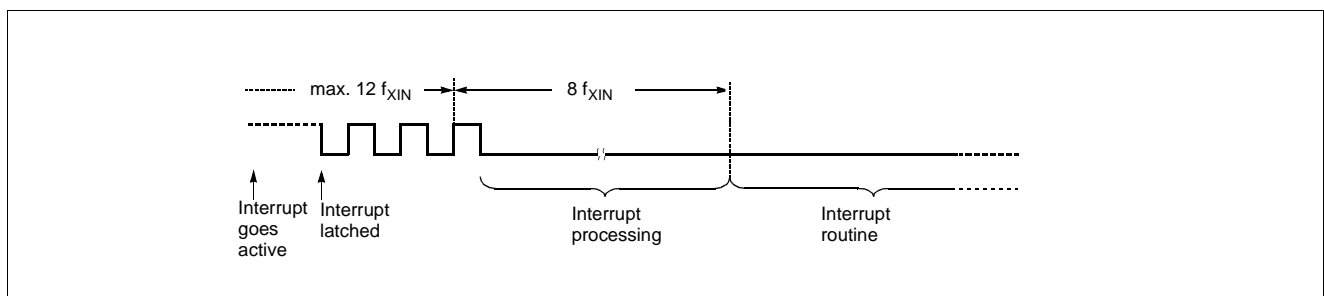 max. 12 fXIN
8 fXIN
Interrupt
goes
active
Interrupt
latched
Interrupt
processing
Interrupt
routine